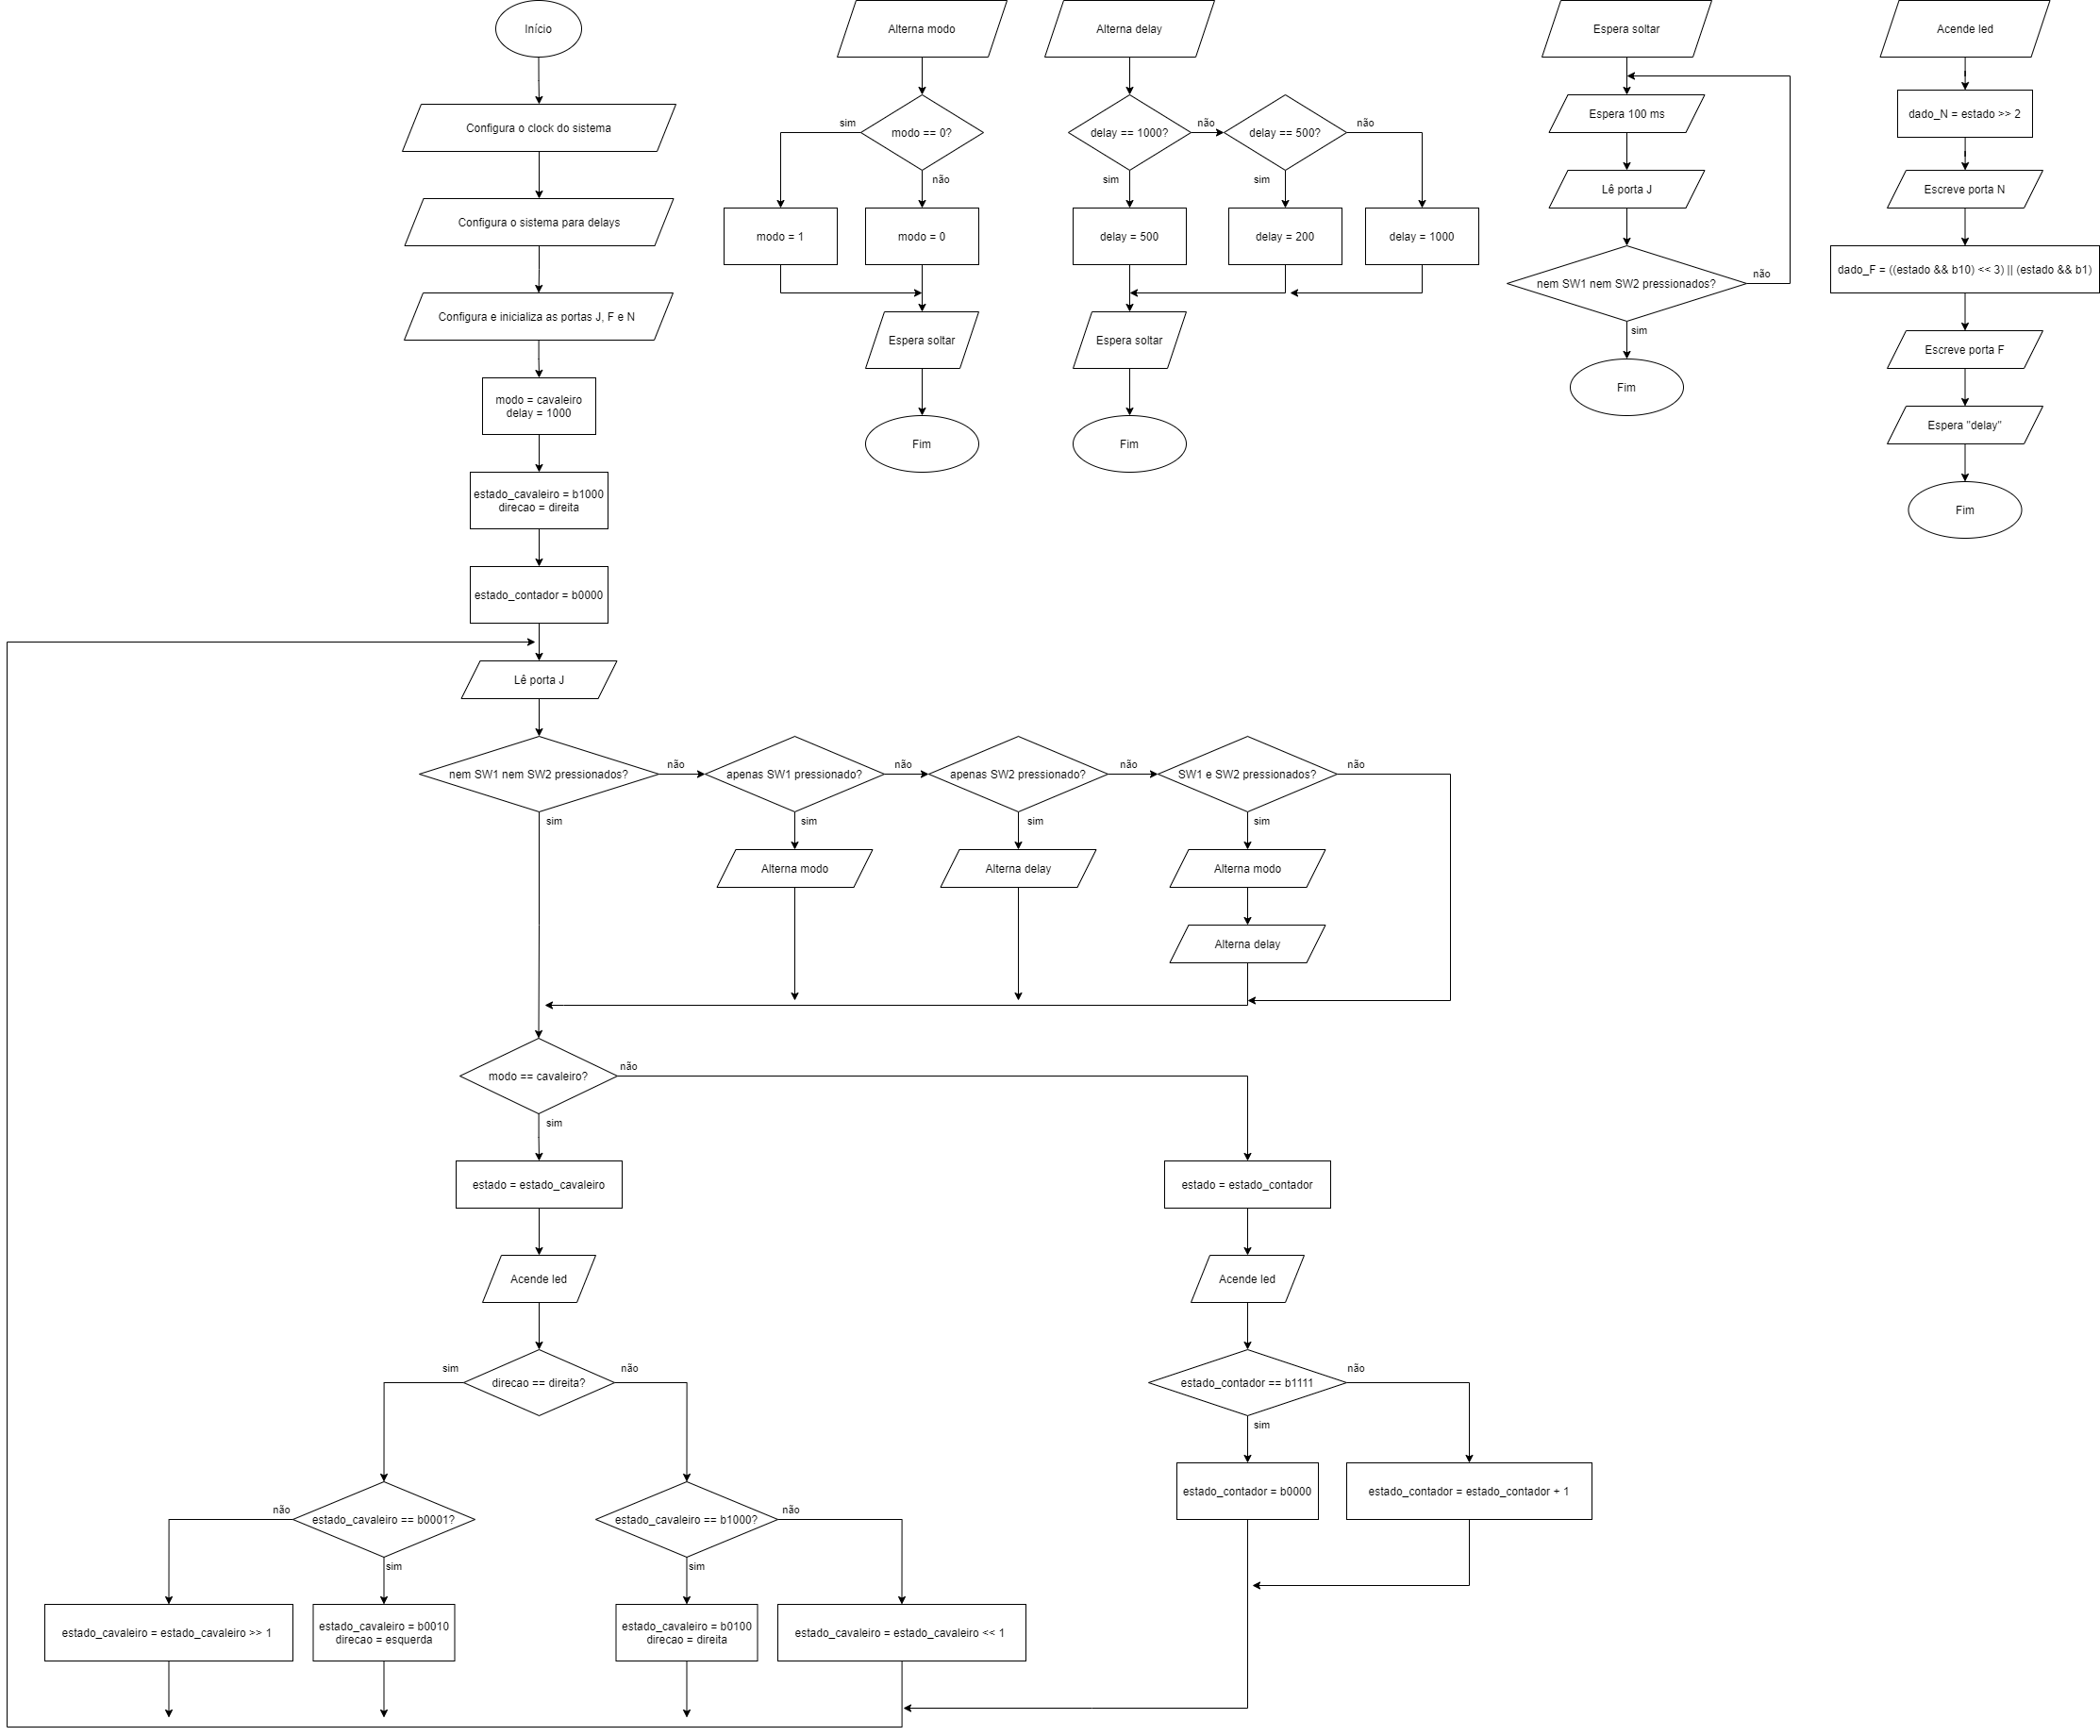 Início
Configura o clock do sistema
Configura o sistema para delays
Configura e inicializa as portas J, F e N
modo = cavaleiro
delay = 1000
estado_cavaleiro = b1000
direcao = direita
estado_contador = b0000
Alterna modo
modo == 0?
sim
não
modo = 1
modo = 0
Espera soltar
Fim
Alterna delay
delay == 1000?
não
delay == 500?
não
sim
sim
delay = 500
delay = 200
delay = 1000
Espera soltar
Fim
Espera soltar
Espera 100 ms
Lê porta J
nem SW1 nem SW2 pressionados?
não
sim
Fim
Acende led
dado_N = estado >> 2
Escreve porta N
dado_F = ((estado && b10) << 3) || (estado && b1)
Escreve porta F
Espera "delay"
Fim
Lê porta J
nem SW1 nem SW2 pressionados?
não
apenas SW1 pressionado?
não
apenas SW2 pressionado?
não
SW1 e SW2 pressionados?
não
sim
sim
sim
sim
Alterna modo
Alterna delay
Alterna modo
Alterna delay
modo == cavaleiro?
não
sim
estado = estado_cavaleiro
estado = estado_contador
Acende led
Acende led
sim
direcao == direita?
não
estado_contador == b1111
não
sim
estado_contador = b0000
estado_contador = estado_contador + 1
não
estado_cavaleiro == b0001?
estado_cavaleiro == b1000?
não
sim
sim
estado_cavaleiro = estado_cavaleiro >> 1
estado_cavaleiro = b0010
direcao = esquerda
estado_cavaleiro = b0100
direcao = direita
estado_cavaleiro = estado_cavaleiro << 1